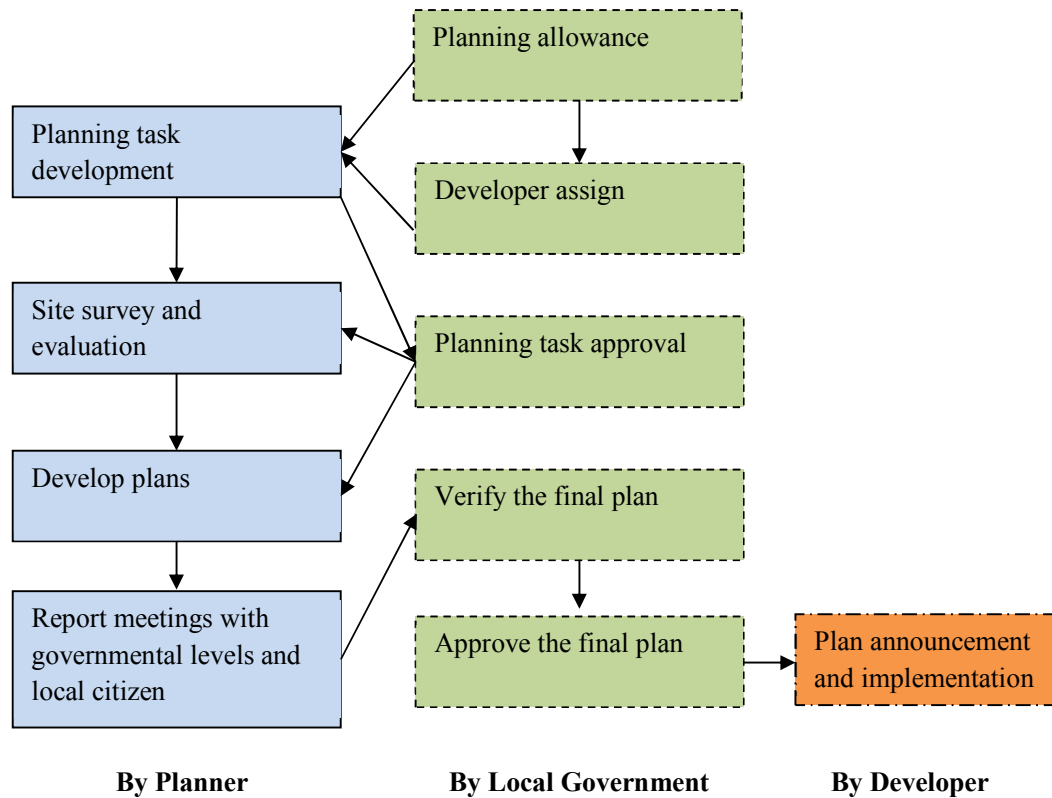 Planning allowance
Planning task
development
Developer assign
Site survey and
evaluation
Planning task approval
Develop plans
Verify the final plan
Report meetings with
governmental levels and
local citizen
Approve the final plan
Plan announcement
and implementation
By Planner
By Local Government
By Developer